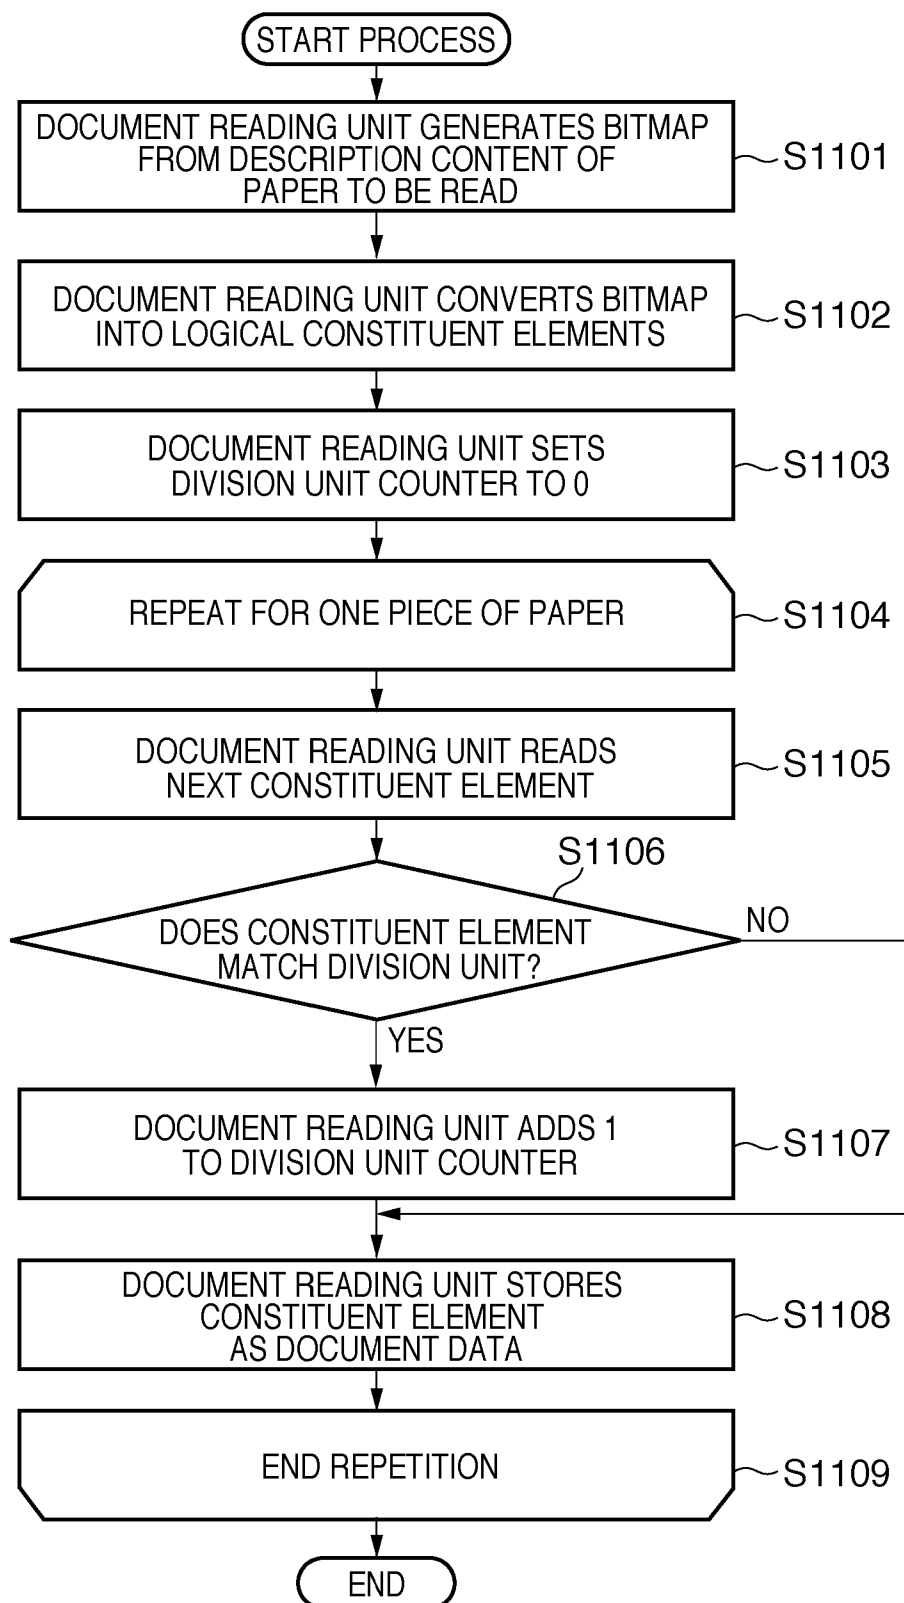 START PROCESS
DOCUMENT READING UNIT GENERATES BITMAP
FROM DESCRIPTION CONTENT OF
PAPER TO BE READ
S1101
DOCUMENT READING UNIT CONVERTS BITMAP
INTO LOGICAL CONSTITUENT ELEMENTS
S1102
DOCUMENT READING UNIT SETS
DIVISION UNIT COUNTER TO 0
S1103
REPEAT FOR ONE PIECE OF PAPER
S1104
DOCUMENT READING UNIT READS
NEXT CONSTITUENT ELEMENT
S1105
S1106
DOES CONSTITUENT ELEMENT
MATCH DIVISION UNIT?
NO
YES
DOCUMENT READING UNIT ADDS 1
TO DIVISION UNIT COUNTER
S1107
DOCUMENT READING UNIT STORES
CONSTITUENT ELEMENT
AS DOCUMENT DATA
S1108
END REPETITION
S1109
END